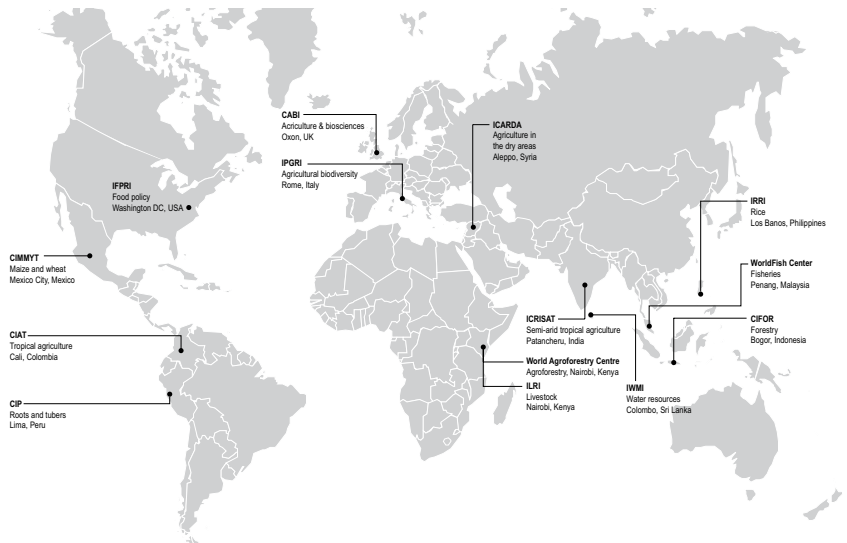 CABI
Acriculture & biosciences
Oxon, UK
ICARDA
Agriculture in
the dry areas
Aleppo, Syria
IPGRI
Agricultural biodiversity
Rome, Italy
IFPRI
Food policy
Washington DC, USA
IRRI
Rice
Los Banos, Philippines
CIMMYT
Maize and wheat
Mexico City, Mexico
WorldFish Center
Fisheries
Penang, Malaysia
ICRISAT
Semi-arid tropical agriculture
Patancheru, India
CIFOR
Forestry
Bogor, Indonesia
CIAT
Tropical agriculture
Cali, Colombia
World Agroforestry Centre
Agroforestry, Nairobi, Kenya
ILRI
Livestock
Nairobi, Kenya
IWMI
Water resources
Colombo, Sri Lanka
CIP
Roots and tubers
Lima, Peru